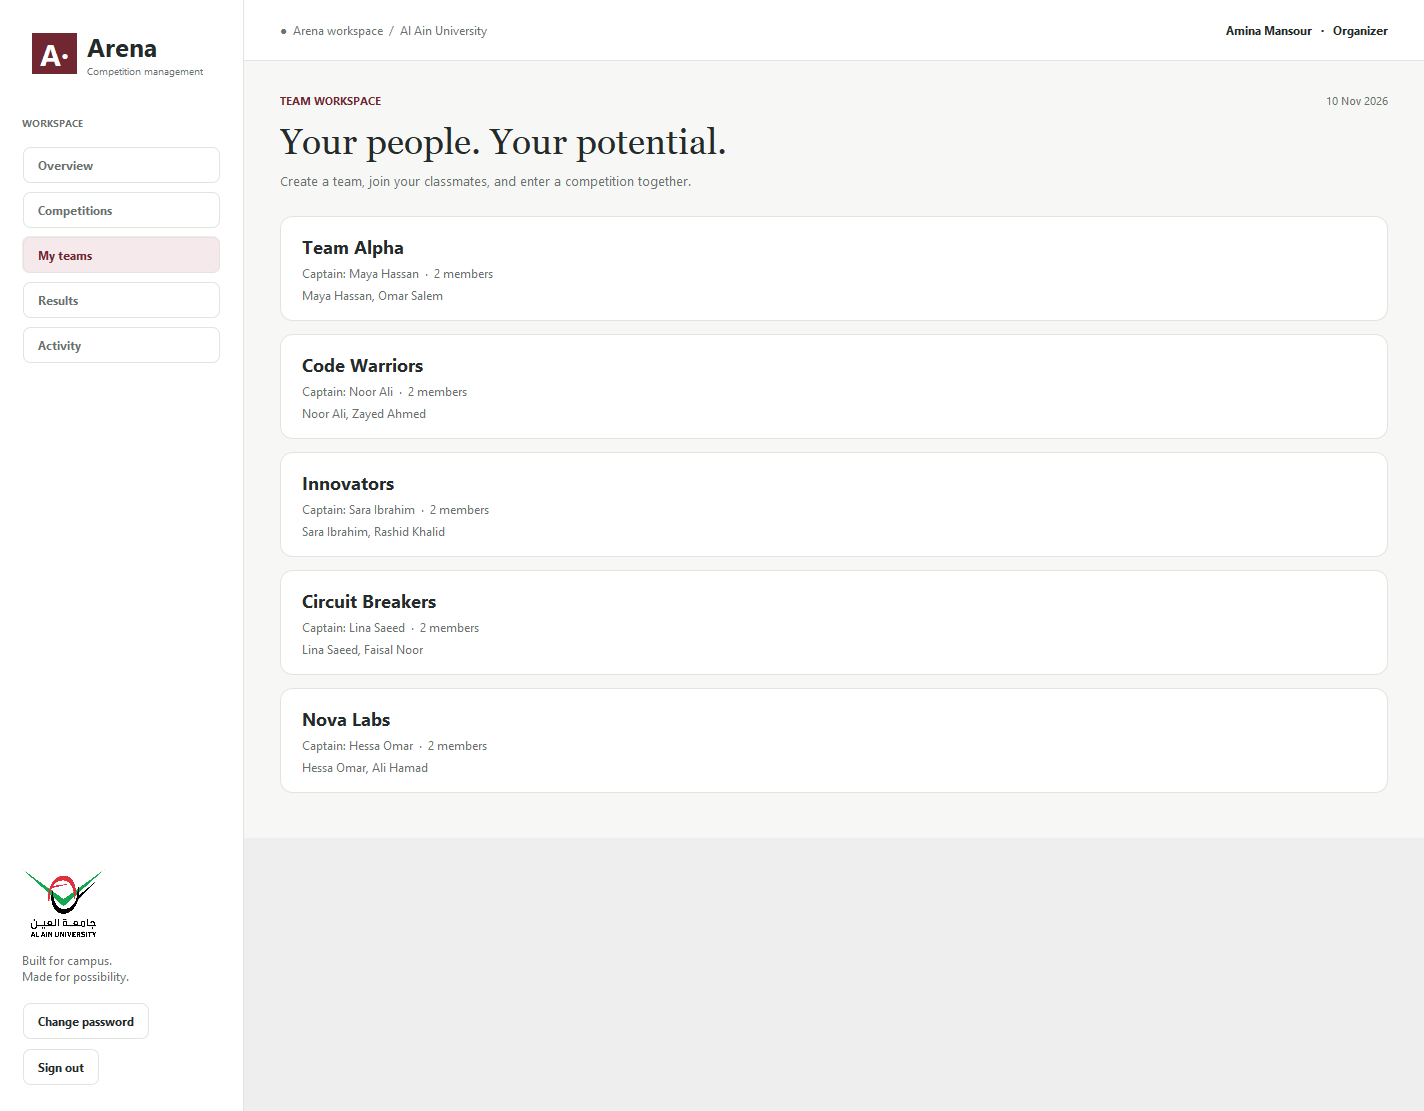 A·
Arena
Competition management
WORKSPACE
Overview
Competitions
My teams
Results
Activity
جامعة العين
AL AIN UNIVERSITY
Built for campus.
Made for possibility.
Change password
Sign out
● Arena workspace / Al Ain University
Amina Mansour · Organizer
TEAM WORKSPACE
10 Nov 2026
Your people. Your potential.
Create a team, join your classmates, and enter a competition together.
Team Alpha
Captain: Maya Hassan · 2 members
Maya Hassan, Omar Salem
Code Warriors
Captain: Noor Ali · 2 members
Noor Ali, Zayed Ahmed
Innovators
Captain: Sara Ibrahim · 2 members
Sara Ibrahim, Rashid Khalid
Circuit Breakers
Captain: Lina Saeed · 2 members
Lina Saeed, Faisal Noor
Nova Labs
Captain: Hessa Omar · 2 members
Hessa Omar, Ali Hamad